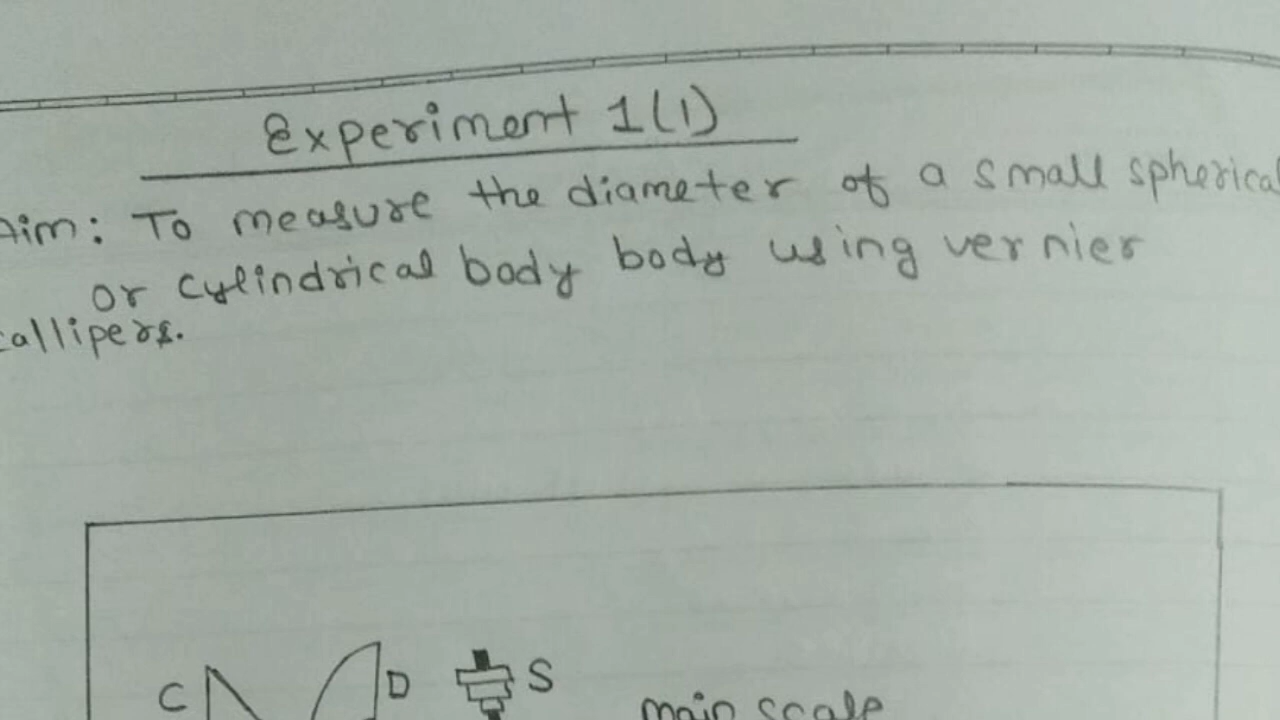 Experiment 1(1)
Aim: To measure the diameter of a small spherical
or cylindrical body body using vernier
callipers.
C D S
main scale